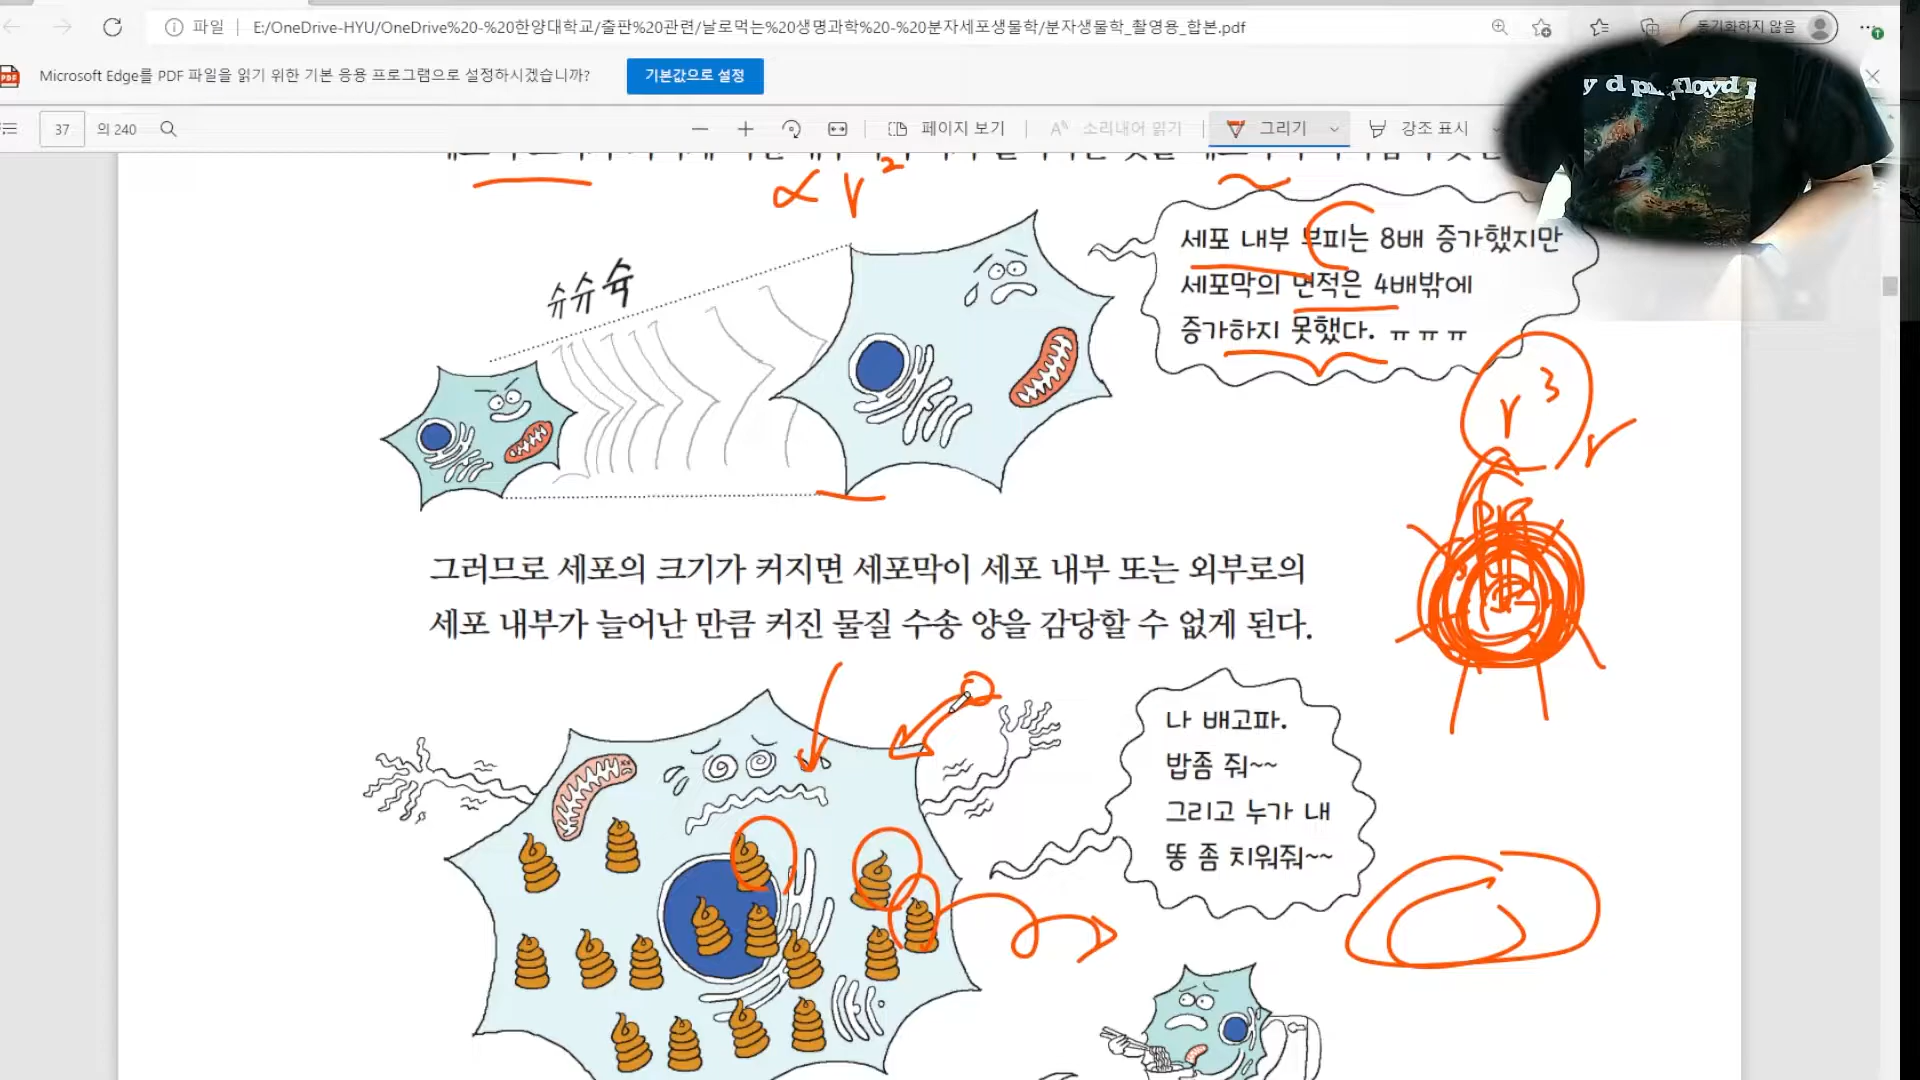 파일
E:/OneDrive-HYU/OneDrive%20-%20한양대학교/출판%20관련/날로먹는%20생명과학%20-%20분자세포생물학/분자생물학_촬영용_합본.pdf
동기화하지 않음
PDF
Microsoft Edge를 PDF 파일을 읽기 위한 기본 응용 프로그램으로 설정하시겠습니까?
기본값으로 설정
37 의 240
페이지 보기
소리내어 읽기
그리기
강조 표시
floyd
∝ r²
슈슈슉
세포 내부 부피는 8배 증가했지만
세포막의 면적은 4배밖에
증가하지 못했다. ㅠㅠㅠ
r³
r
그러므로 세포의 크기가 커지면 세포막이 세포 내부 또는 외부로의
세포 내부가 늘어난 만큼 커진 물질 수송 양을 감당할 수 없게 된다.
나 배고파.
밥좀 줘~~
그리고 누가 내
똥 좀 치워줘~~